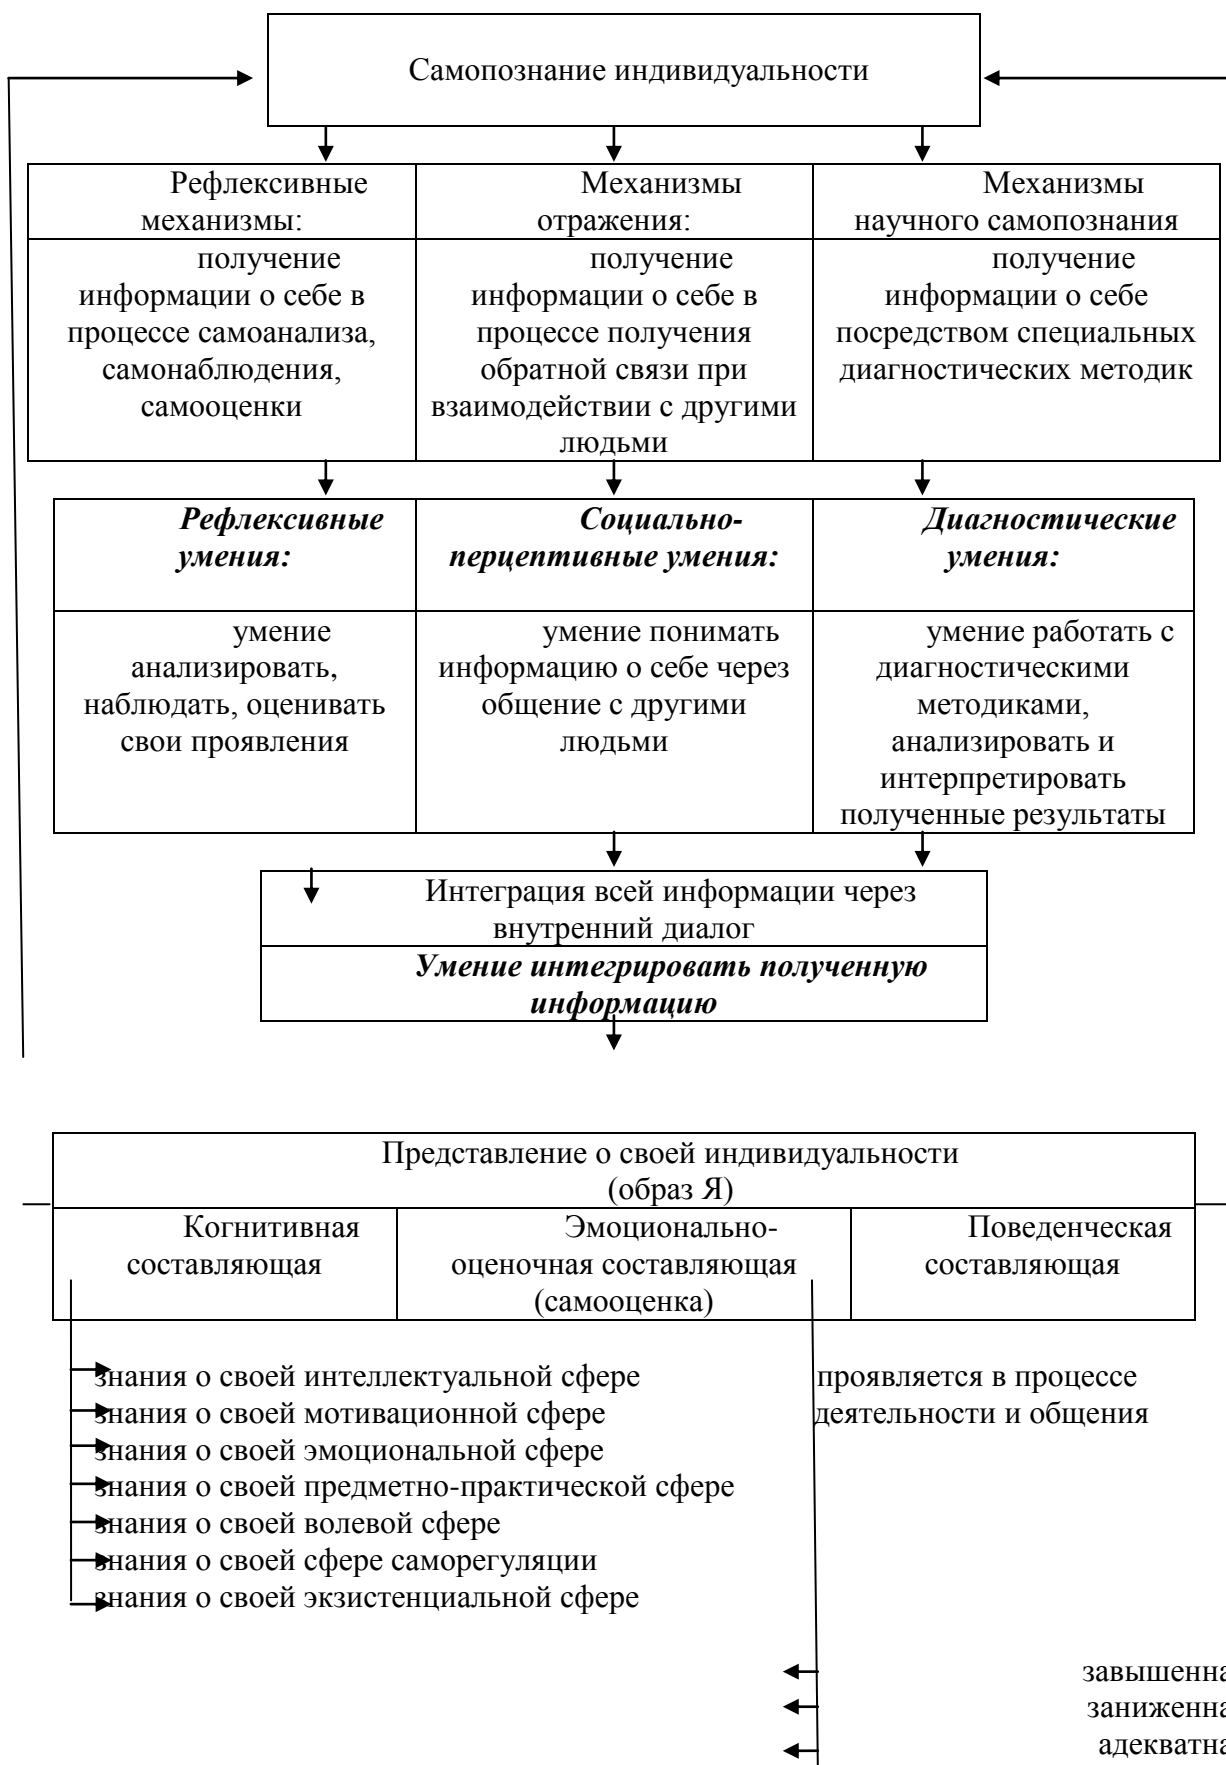 Самопознание индивидуальности
Рефлексивные
механизмы:
Механизмы
отражения:
Механизмы
научного самопознания
получение
информации о себе в
процессе самоанализа,
самонаблюдения,
самооценки
получение
информации о себе в
процессе получения
обратной связи при
взаимодействии с другими
людьми
получение
информации о себе
посредством специальных
диагностических методик
Рефлексивные
умения:
Социально-
перцептивные умения:
Диагностические
умения:
умение
анализировать,
наблюдать, оценивать
свои проявления
умение понимать
информацию о себе через
общение с другими
людьми
умение работать с
диагностическими
методиками,
анализировать и
интерпретировать
полученные результаты
Интеграция всей информации через
внутренний диалог
Умение интегрировать полученную
информацию
Представление о своей индивидуальности
(образ Я)
Когнитивная
составляющая
Эмоционально-
оценочная составляющая
(самооценка)
Поведенческая
составляющая
знания о своей интеллектуальной сфере
знания о своей мотивационной сфере
знания о своей эмоциональной сфере
знания о своей предметно-практической сфере
знания о своей волевой сфере
знания о своей сфере саморегуляции
знания о своей экзистенциальной сфере
проявляется в процессе
деятельности и общения
завышенна
заниженна
адекватна